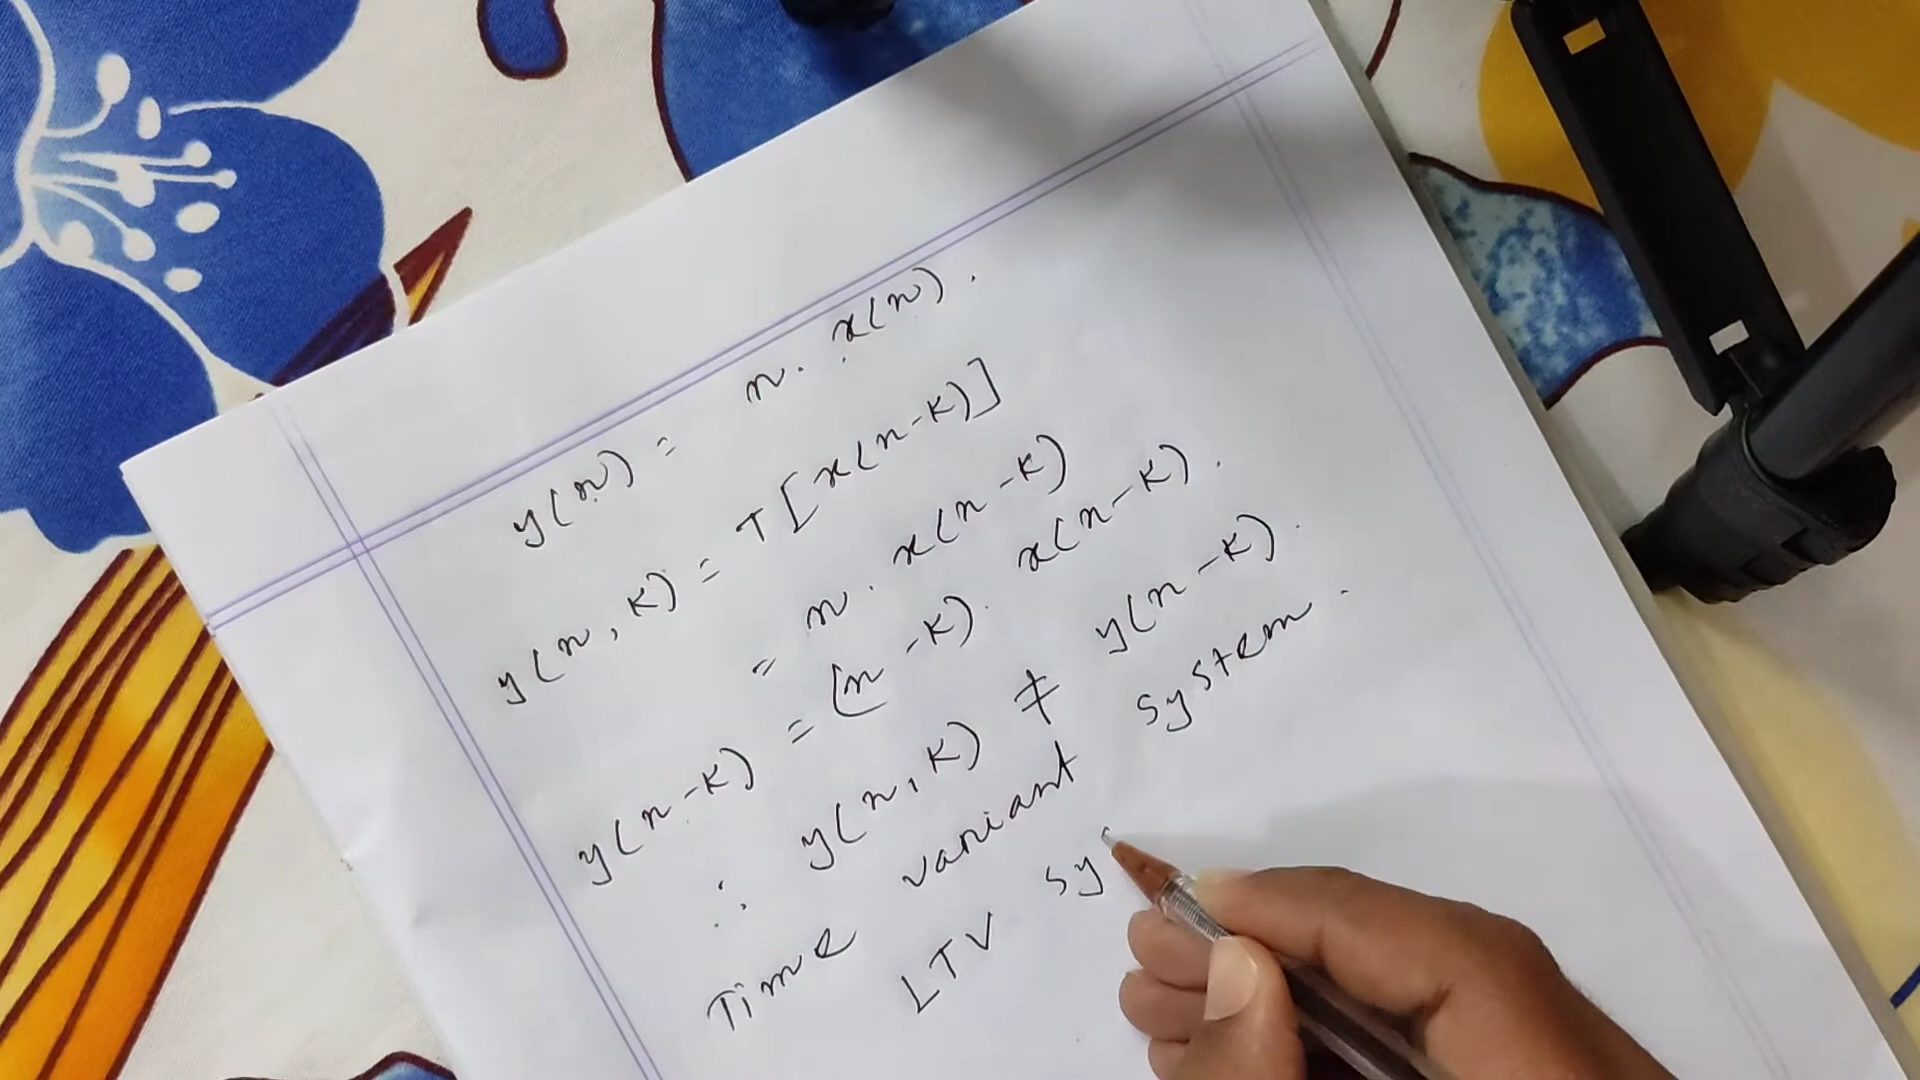 y(n) = n. x(n).
y(n, k) = T[x(n-k)]
= n. x(n-k)
y(n-k) = (n-k). x(n-k).
∴ y(n, k) ≠ y(n-k).
Time variant system.
LTV sy